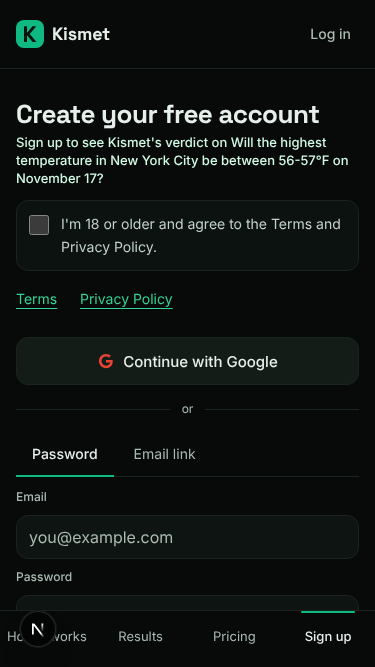 Kismet
Log in
Create your free account
Sign up to see Kismet's verdict on Will the highest
temperature in New York City be between 56-57°F on
November 17?
I'm 18 or older and agree to the Terms and
Privacy Policy.
Terms Privacy Policy
Continue with Google
or
Password Email link
Email
you@example.com
Password
Results Pricing Sign up